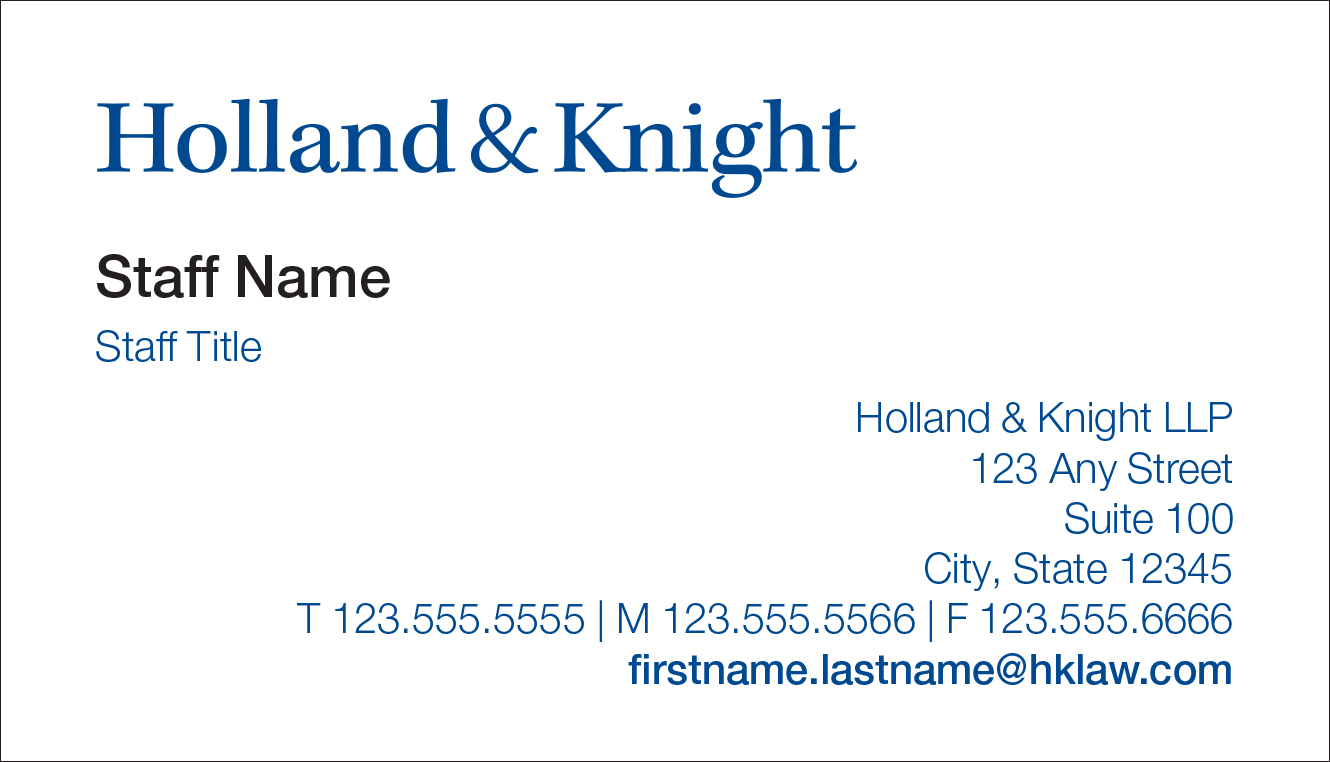 Holland & Knight
Staff Name
Staff Title
Holland & Knight LLP
123 Any Street
Suite 100
City, State 12345
T 123.555.5555 | M 123.555.5566 | F 123.555.6666
firstname.lastname@hklaw.com